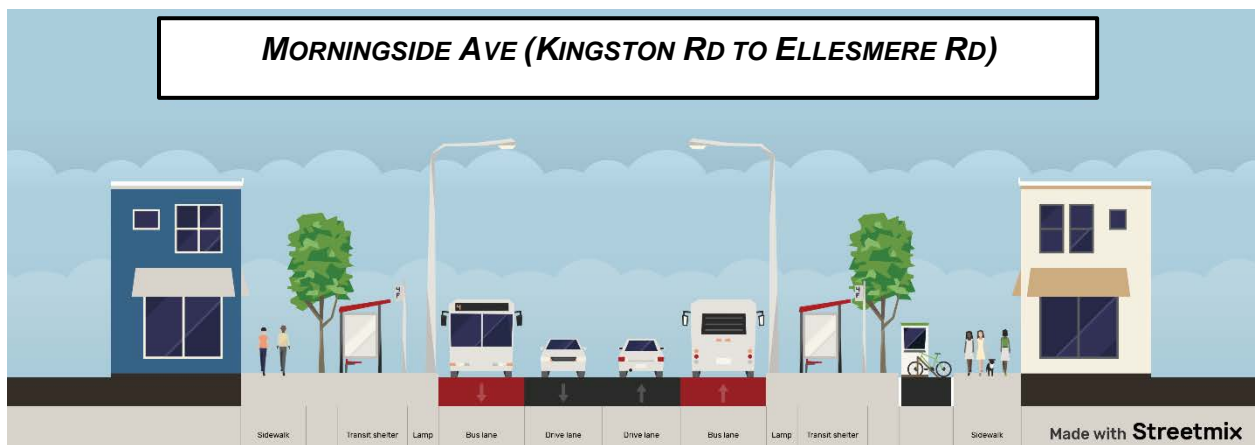 MORNINGSIDE AVE (KINGSTON RD TO ELLESMERE RD)
Sidewalk Transit shelter Lamp Bus lane Drive lane Drive lane Bus lane Lamp Transit shelter Sidewalk
Made with Streetmix